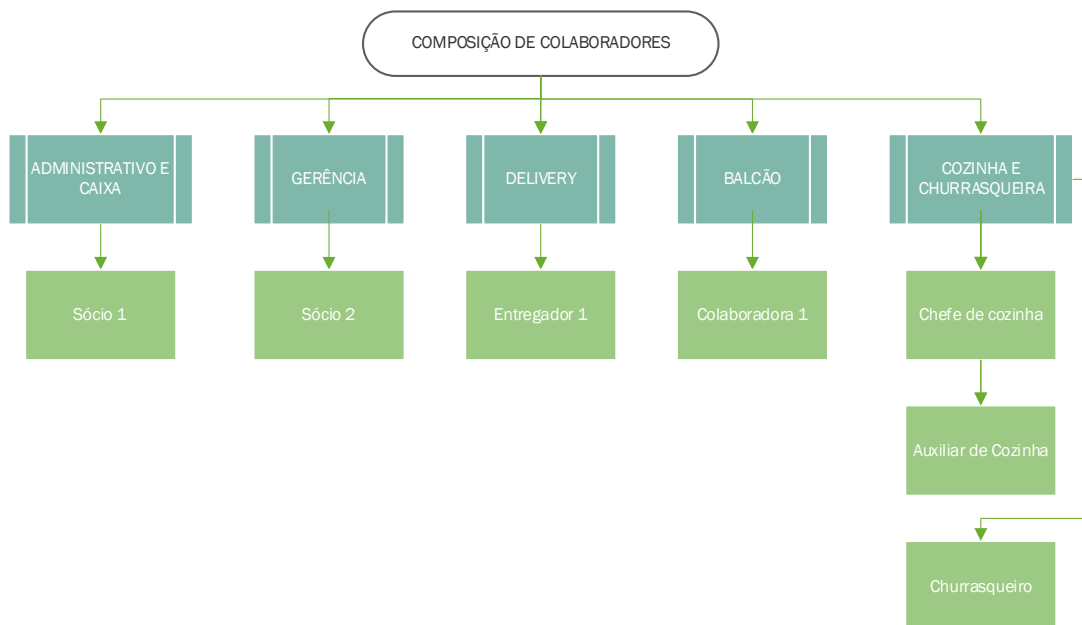 COMPOSIÇÃO DE COLABORADORES
ADMINISTRATIVO E
CAIXA
GERÊNCIA
DELIVERY
BALCÃO
COZINHA E
CHURRASQUEIRA
Sócio 1
Sócio 2
Entregador 1
Colaboradora 1
Chefe de cozinha
Auxiliar de Cozinha
Churrasqueiro